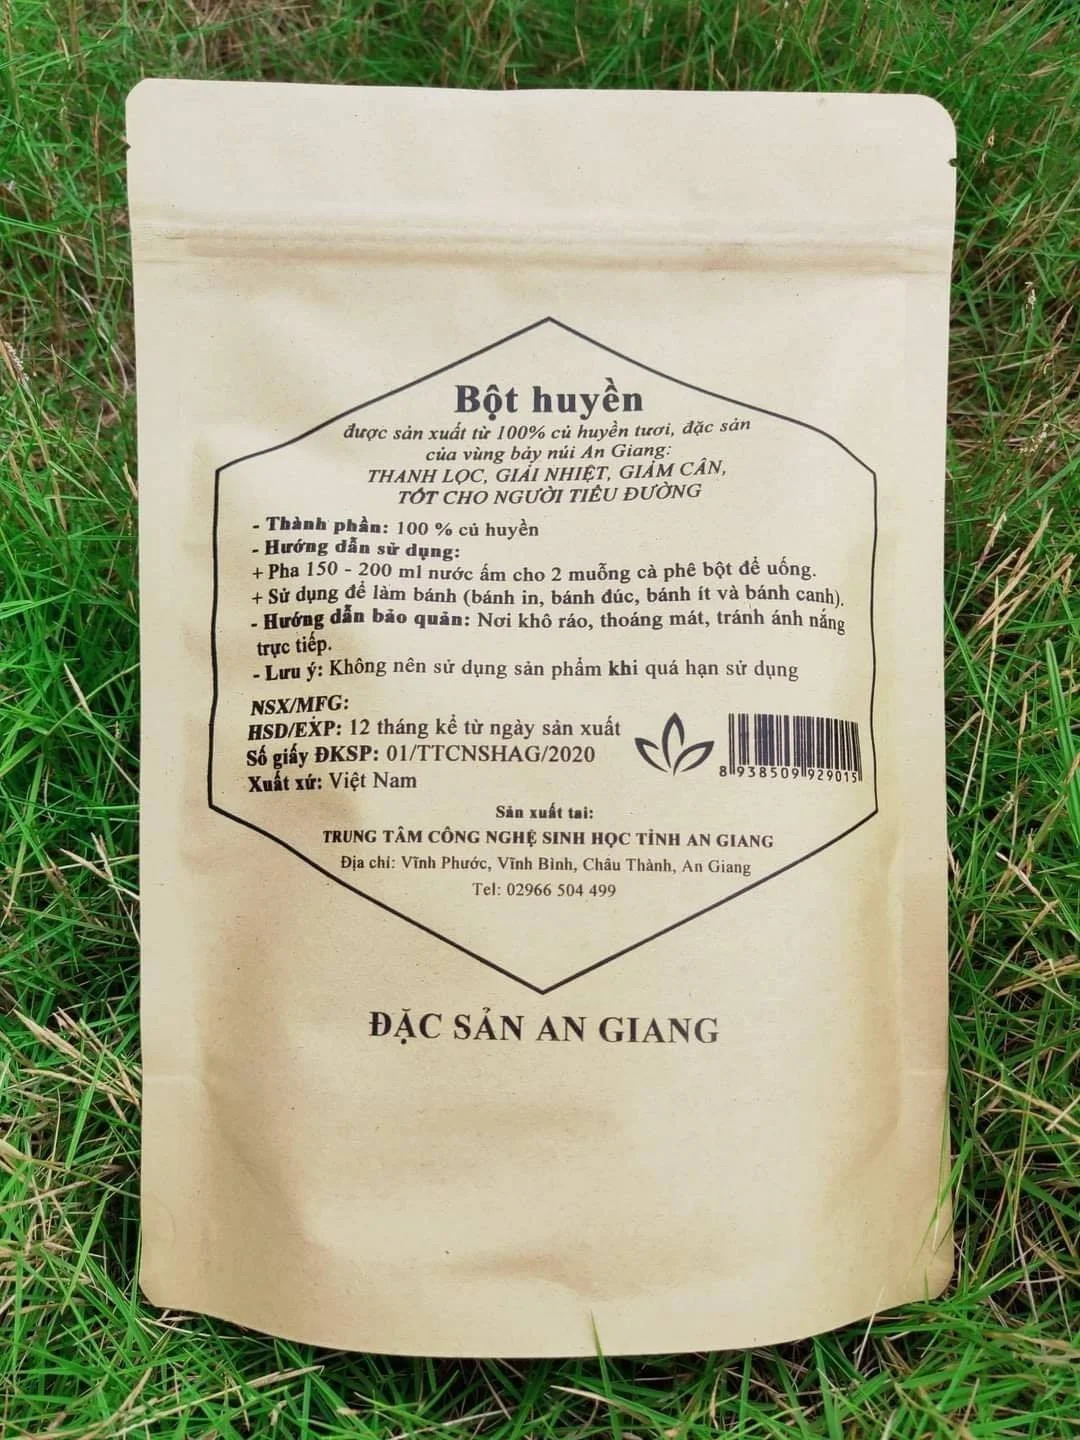 Bột huyền
được sản xuất từ 100% củ huyền tươi, đặc sản
của vùng bảy núi An Giang:
THANH LỌC, GIẢI NHIỆT, GIẢM CÂN,
TỐT CHO NGƯỜI TIỂU ĐƯỜNG
- Thành phần: 100 % củ huyền
- Hướng dẫn sử dụng:
+ Pha 150 - 200 ml nước ấm cho 2 muỗng cà phê bột để uống.
+ Sử dụng để làm bánh (bánh in, bánh đúc, bánh ít và bánh canh).
- Hướng dẫn bảo quản: Nơi khô ráo, thoáng mát, tránh ánh nắng
trực tiếp.
- Lưu ý: Không nên sử dụng sản phẩm khi quá hạn sử dụng
NSX/MFG:
HSD/EXP: 12 tháng kể từ ngày sản xuất
Số giấy ĐKSP: 01/TTCNSHAG/2020
Xuất xứ: Việt Nam
8 938509 929015
Sản xuất tại:
TRUNG TÂM CÔNG NGHỆ SINH HỌC TỈNH AN GIANG
Địa chỉ: Vĩnh Phước, Vĩnh Bình, Châu Thành, An Giang
Tel: 02966 504 499
ĐẶC SẢN AN GIANG